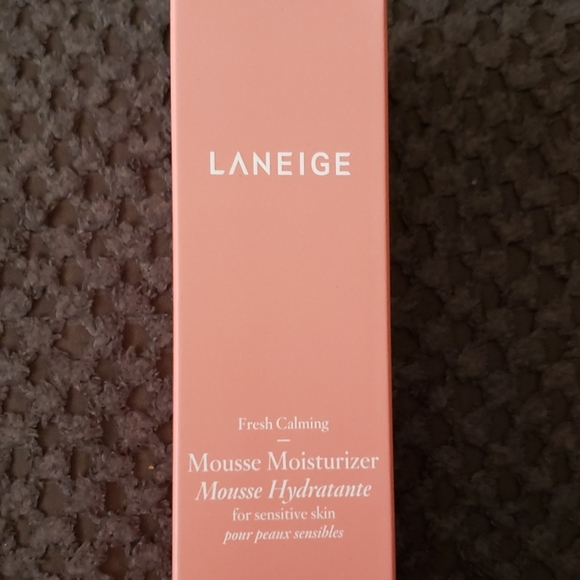 LANEIGE
Fresh Calming
Mousse Moisturizer
Mousse Hydratante
for sensitive skin
pour peaux sensibles